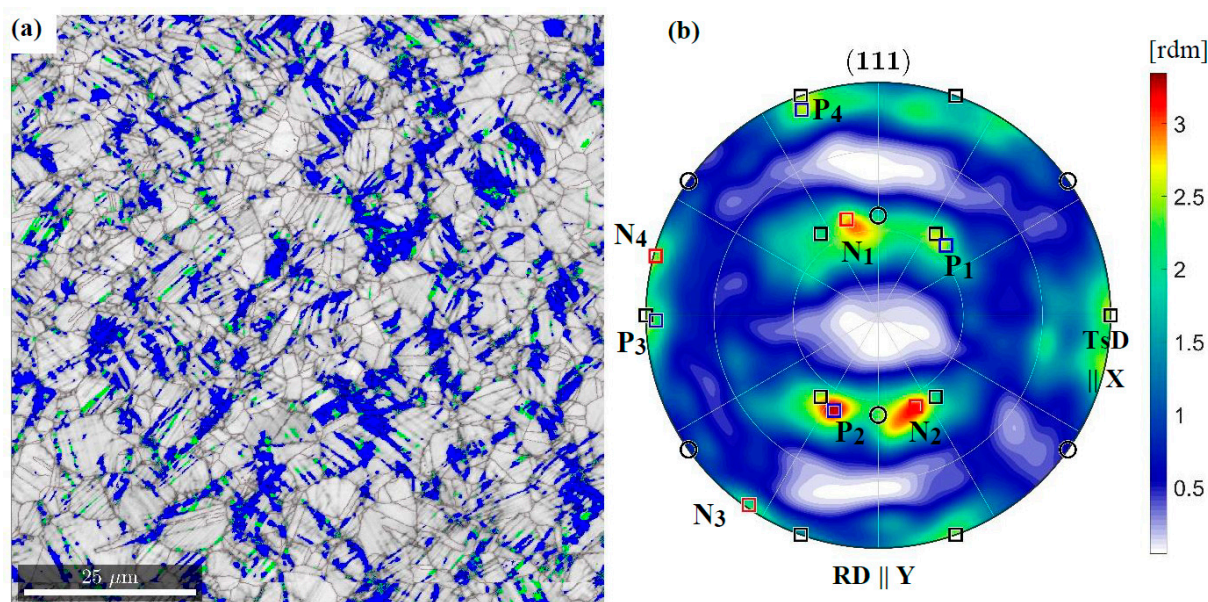 (a)
25 μm
(b)
(111)
[rdm]
P4
N1
P1
N4
P3
TsD
|| X
P2
N2
N3
RD || Y
3
2.5
2
1.5
1
0.5